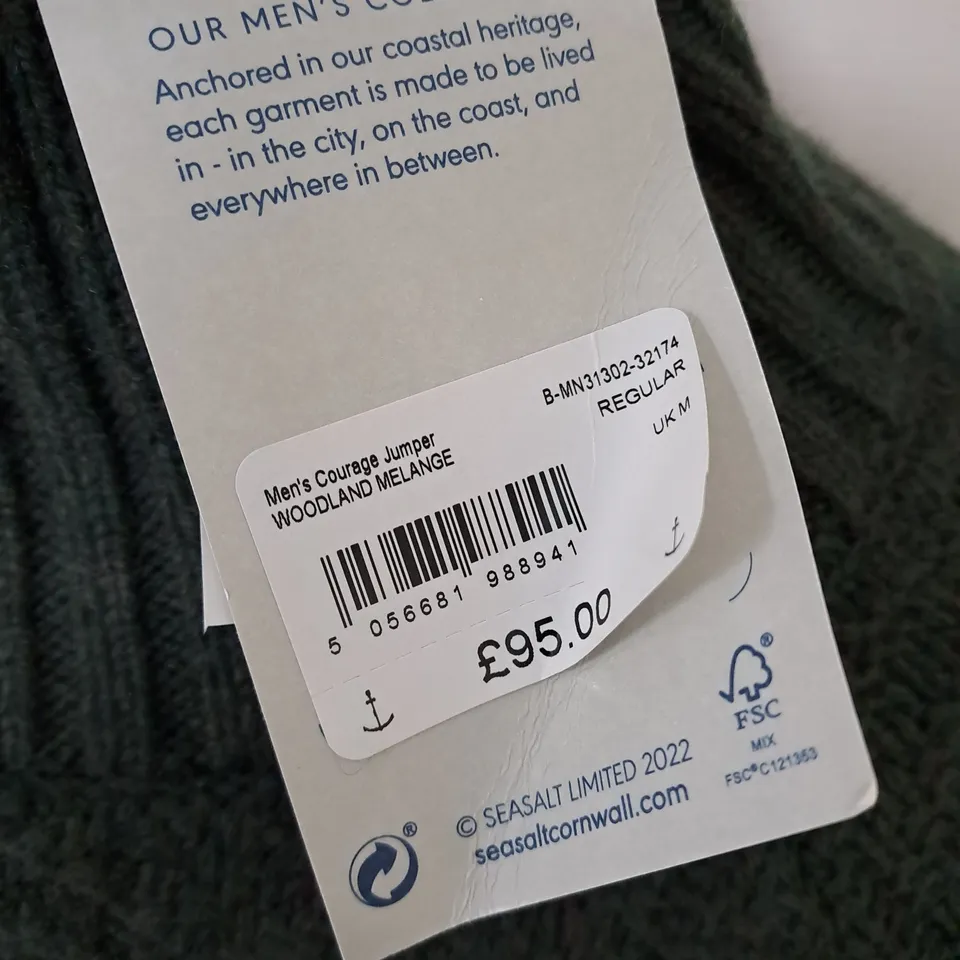 OUR MEN'S
Anchored in our coastal heritage,
each garment is made to be lived
in - in the city, on the coast, and
everywhere in between.
B-MN31302-32174
REGULAR
UK M
Men's Courage Jumper
WOODLAND MELANGE
5 056681 988941
£95.00
®
FSC
MIX
FSC® C121353
© SEASALT LIMITED 2022
seasaltcornwall.com
®